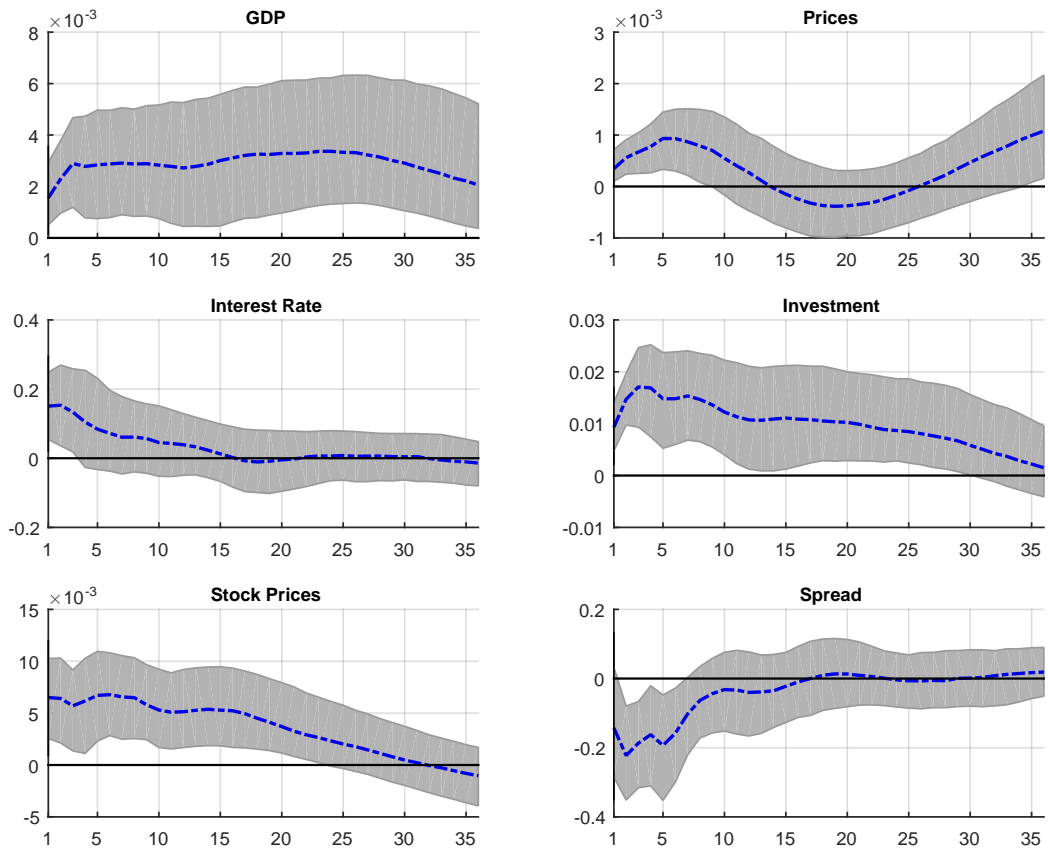 ×10⁻³ GDP
8
6
4
2
0
1 5 10 15 20 25 30 35
×10⁻³ Prices
3
2
1
0
-1
1 5 10 15 20 25 30 35
Interest Rate
0.4
0.2
0
-0.2
1 5 10 15 20 25 30 35
Investment
0.03
0.02
0.01
0
-0.01
1 5 10 15 20 25 30 35
×10⁻³ Stock Prices
15
10
5
0
-5
1 5 10 15 20 25 30 35
Spread
0.2
0
-0.2
-0.4
1 5 10 15 20 25 30 35